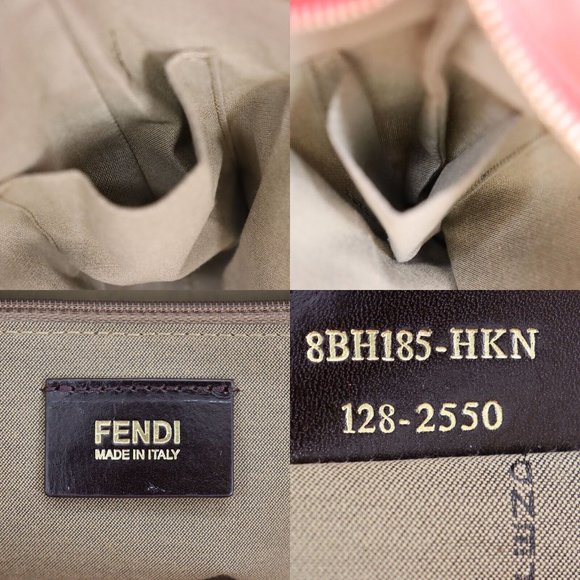 FENDI
MADE IN ITALY
8BH185-HKN
128-2550